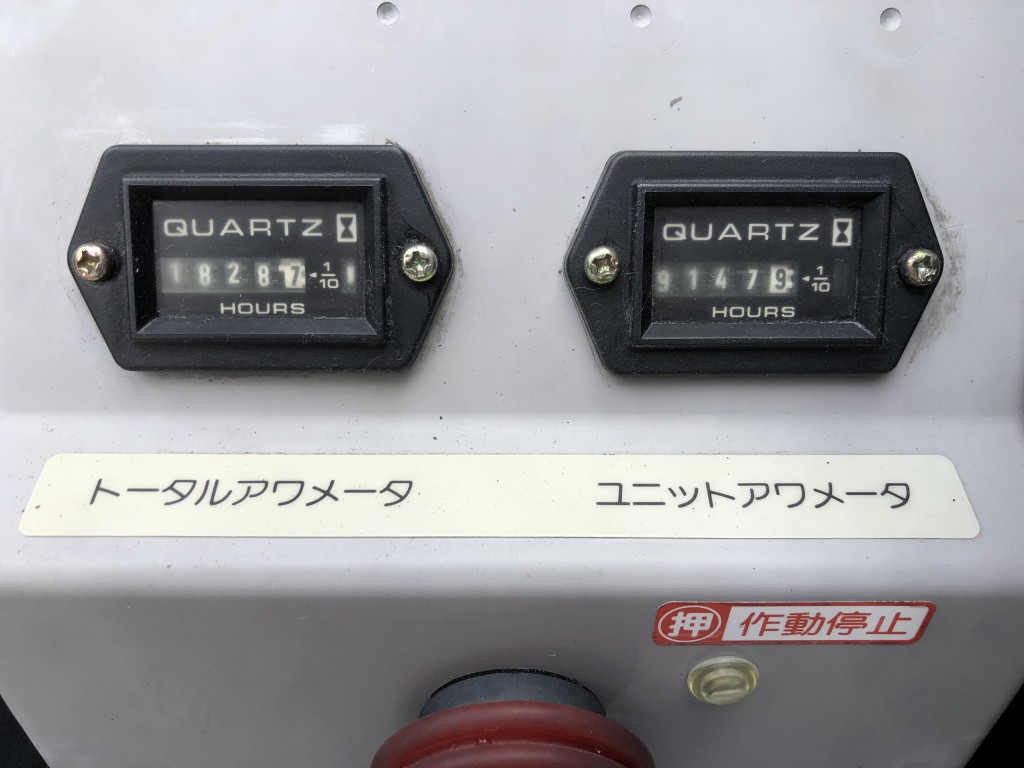 QUARTZ
18287 ◄ 1/10
HOURS
QUARTZ
91479 ◄ 1/10
HOURS
トータルアワメータ ユニットアワメータ
押 作動停止